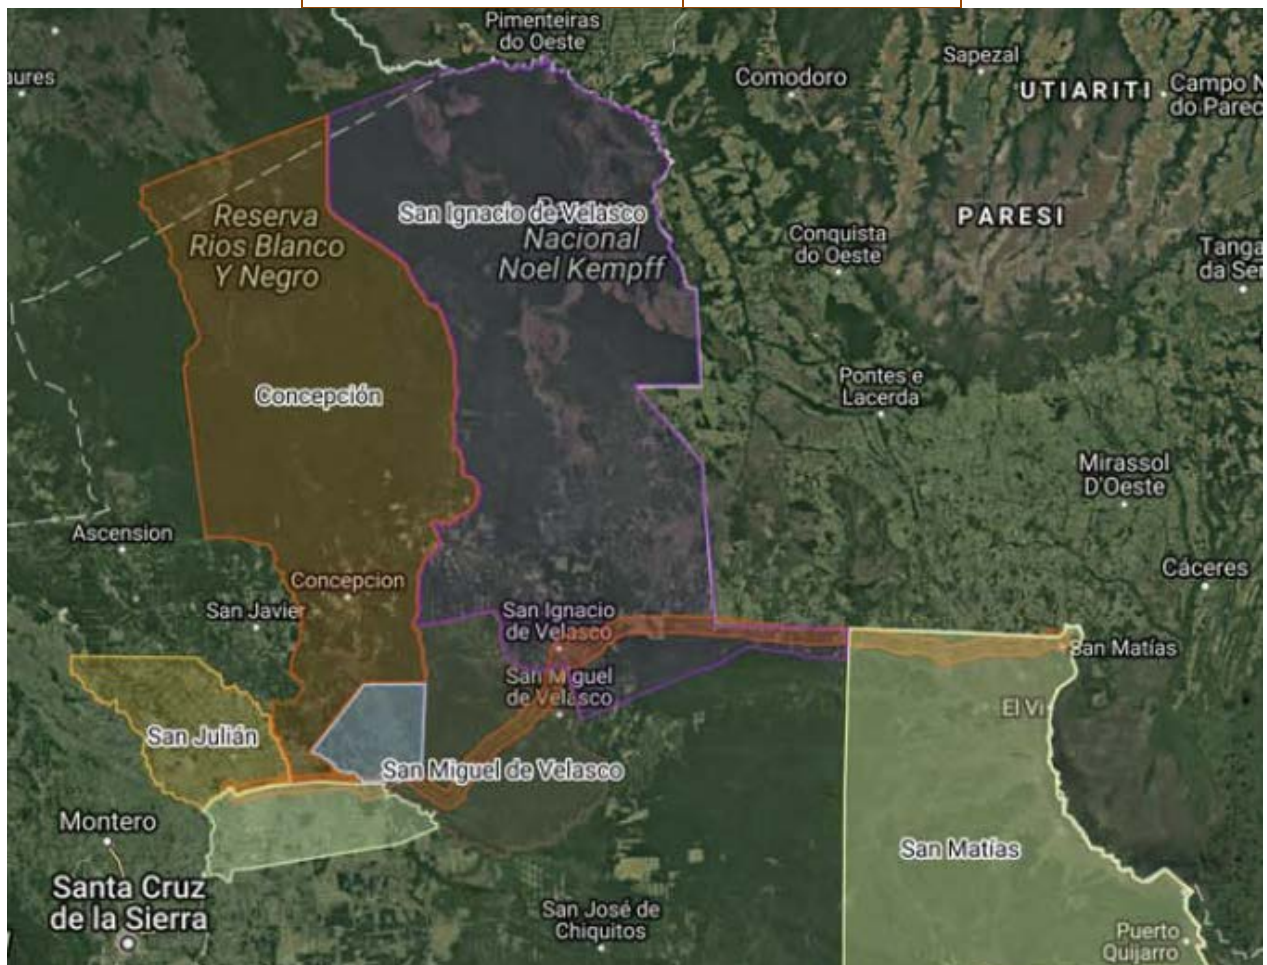 Pimenteiras
do Oeste
aures
Comodoro
Sapezal
UTIARITI
Campo N
do Parec
Reserva
Rios Blanco
Y Negro
San Ignacio de Velasco
Nacional
Noel Kempff
PARESI
Conquista
do Oeste
Tanga
da Ser
Concepción
Pontes e
Lacerda
Mirassol
D'Oeste
Ascension
Cáceres
Concepcion
San Javier
San Ignacio
de Velasco
San Matías
San Miguel
de Velasco
El Vi
San Julián
San Miguel de Velasco
Montero
San Matías
Santa Cruz
de la Sierra
San José de
Chiquitos
Puerto
Quijarro